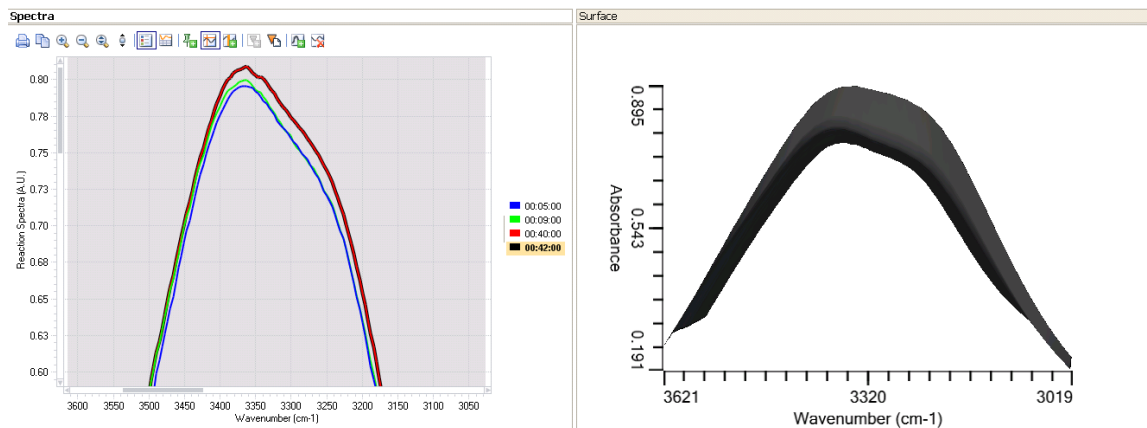 Spectra
Reaction Spectra (A.U.)
0.80
0.78
0.75
0.73
0.70
0.68
0.65
0.63
0.60
3600 3550 3500 3450 3400 3350 3300 3250 3200 3150 3100 3050
Wavenumber (cm-1)
00:05:00
00:09:00
00:40:00
00:42:00
Surface
Absorbance
0.895
0.543
0.191
3621 3320 3019
Wavenumber (cm-1)